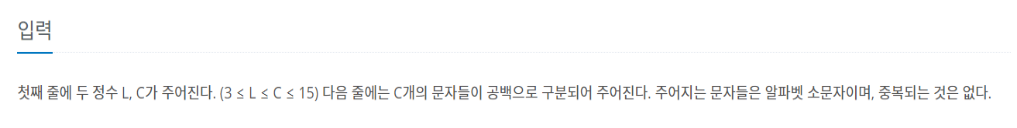 입력
첫째 줄에 두 정수 L, C가 주어진다. (3 ≤ L ≤ C ≤ 15) 다음 줄에는 C개의 문자들이 공백으로 구분되어 주어진다. 주어지는 문자들은 알파벳 소문자이며, 중복되는 것은 없다.